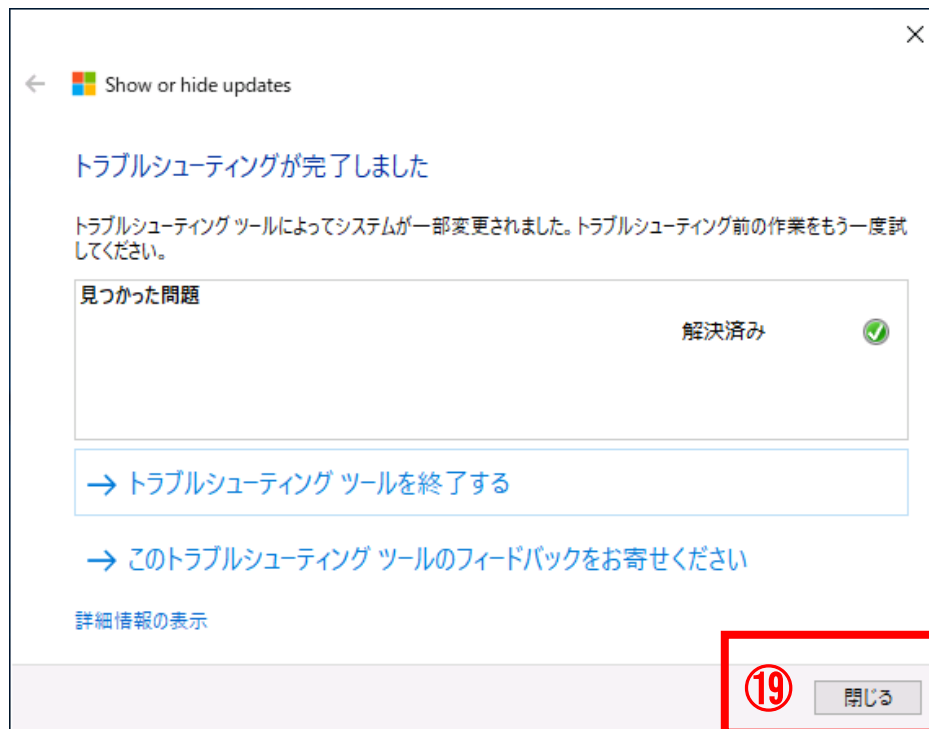 Show or hide updates
トラブルシューティングが完了しました
トラブルシューティング ツールによってシステムが一部変更されました。トラブルシューティング前の作業をもう一度試
してください。
見つかった問題
解決済み
→ トラブルシューティング ツールを終了する
→ このトラブルシューティング ツールのフィードバックをお寄せください
詳細情報の表示
⑲ 閉じる